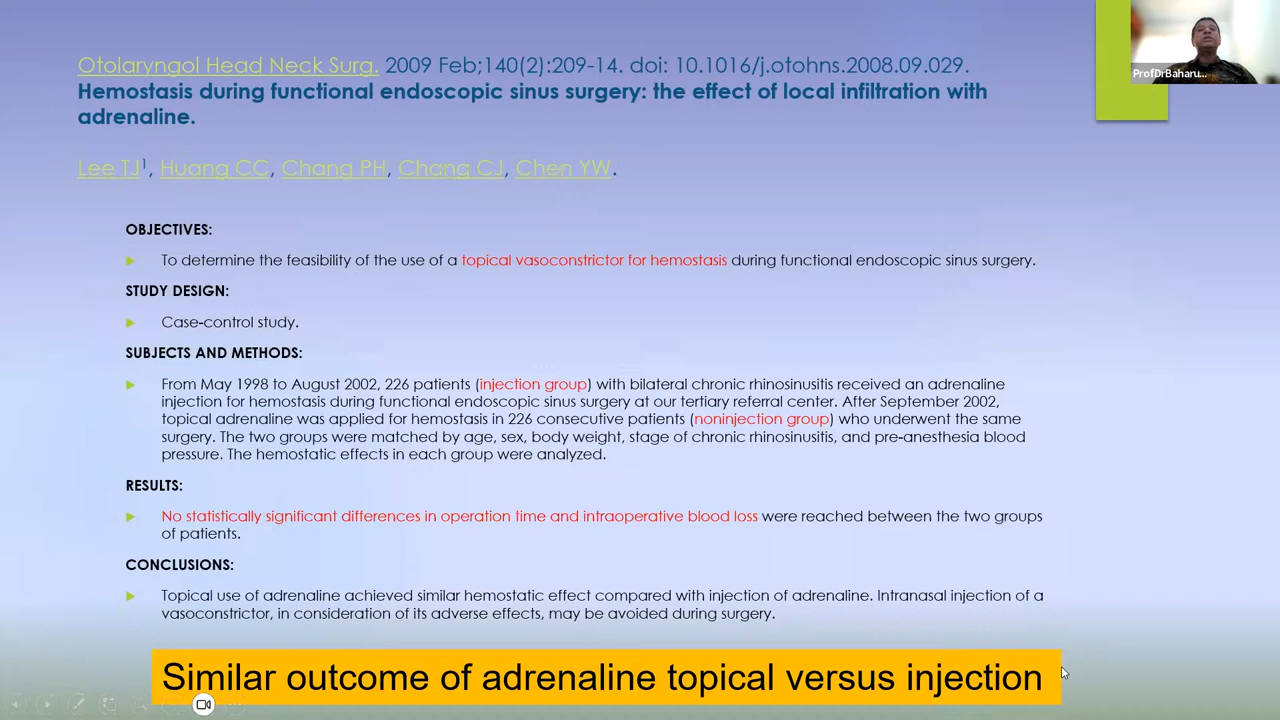 Otolaryngol Head Neck Surg. 2009 Feb;140(2):209-14. doi: 10.1016/j.otohns.2008.09.029.
Hemostasis during functional endoscopic sinus surgery: the effect of local infiltration with
adrenaline.
Lee TJ1, Huang CC, Chang PH, Chang CJ, Chen YW.
ProfDrBaharu...
OBJECTIVES:
To determine the feasibility of the use of a topical vasoconstrictor for hemostasis during functional endoscopic sinus surgery.
STUDY DESIGN:
Case-control study.
SUBJECTS AND METHODS:
From May 1998 to August 2002, 226 patients (injection group) with bilateral chronic rhinosinusitis received an adrenaline
injection for hemostasis during functional endoscopic sinus surgery at our tertiary referral center. After September 2002,
topical adrenaline was applied for hemostasis in 226 consecutive patients (noninjection group) who underwent the same
surgery. The two groups were matched by age, sex, body weight, stage of chronic rhinosinusitis, and pre-anesthesia blood
pressure. The hemostatic effects in each group were analyzed.
RESULTS:
No statistically significant differences in operation time and intraoperative blood loss were reached between the two groups
of patients.
CONCLUSIONS:
Topical use of adrenaline achieved similar hemostatic effect compared with injection of adrenaline. Intranasal injection of a
vasoconstrictor, in consideration of its adverse effects, may be avoided during surgery.
Similar outcome of adrenaline topical versus injection